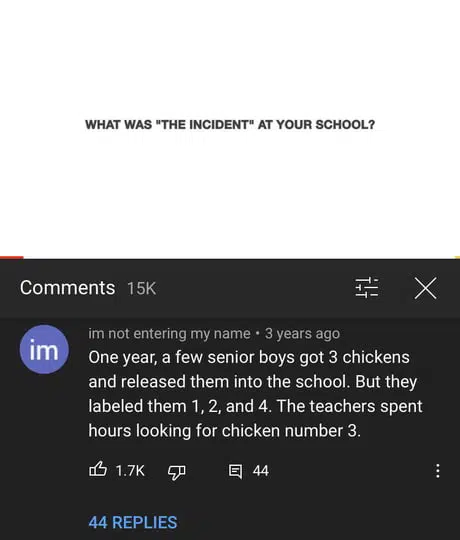 WHAT WAS "THE INCIDENT" AT YOUR SCHOOL?
Comments 15K
im
im not entering my name • 3 years ago
One year, a few senior boys got 3 chickens
and released them into the school. But they
labeled them 1, 2, and 4. The teachers spent
hours looking for chicken number 3.
1.7K 44
44 REPLIES